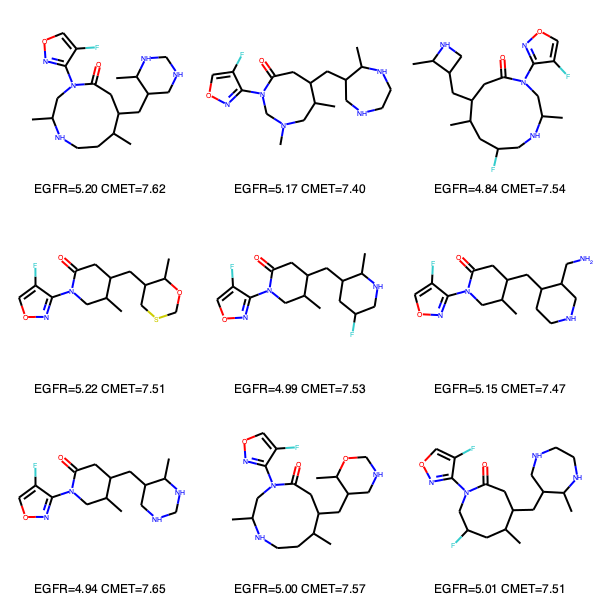 EGFR=5.20 CMET=7.62
EGFR=5.17 CMET=7.40
EGFR=4.84 CMET=7.54
EGFR=5.22 CMET=7.51
EGFR=4.99 CMET=7.53
EGFR=5.15 CMET=7.47
EGFR=4.94 CMET=7.65
EGFR=5.00 CMET=7.57
EGFR=5.01 CMET=7.51